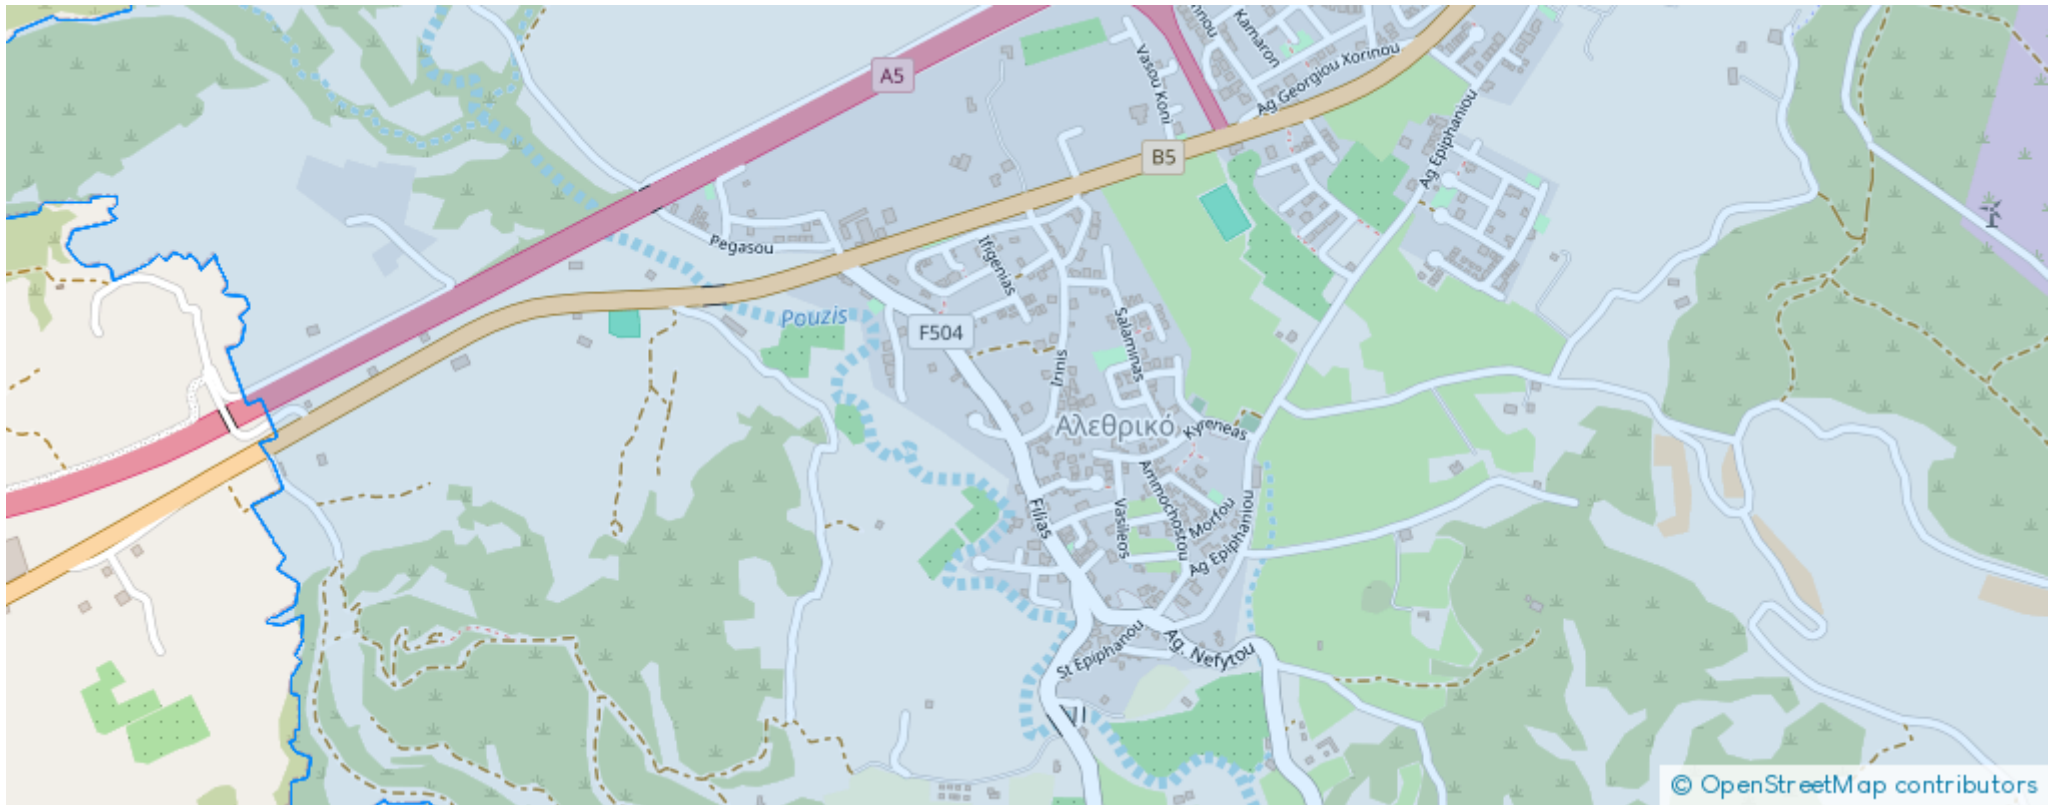 Kamaron
Vasou Koni
Ag Georgiou Xorinou
A5
Ag Epiphaniou
B5
Pegasou
Ifigenias
Pouzis
F504
Salaminas
Irinis
Αλεθρικό
Kyreneas
Ammochostou
Filias
Vasileos
Morfou
Ag Epiphaniou
St Epiphanou
Ag. Nefytou
© OpenStreetMap contributors